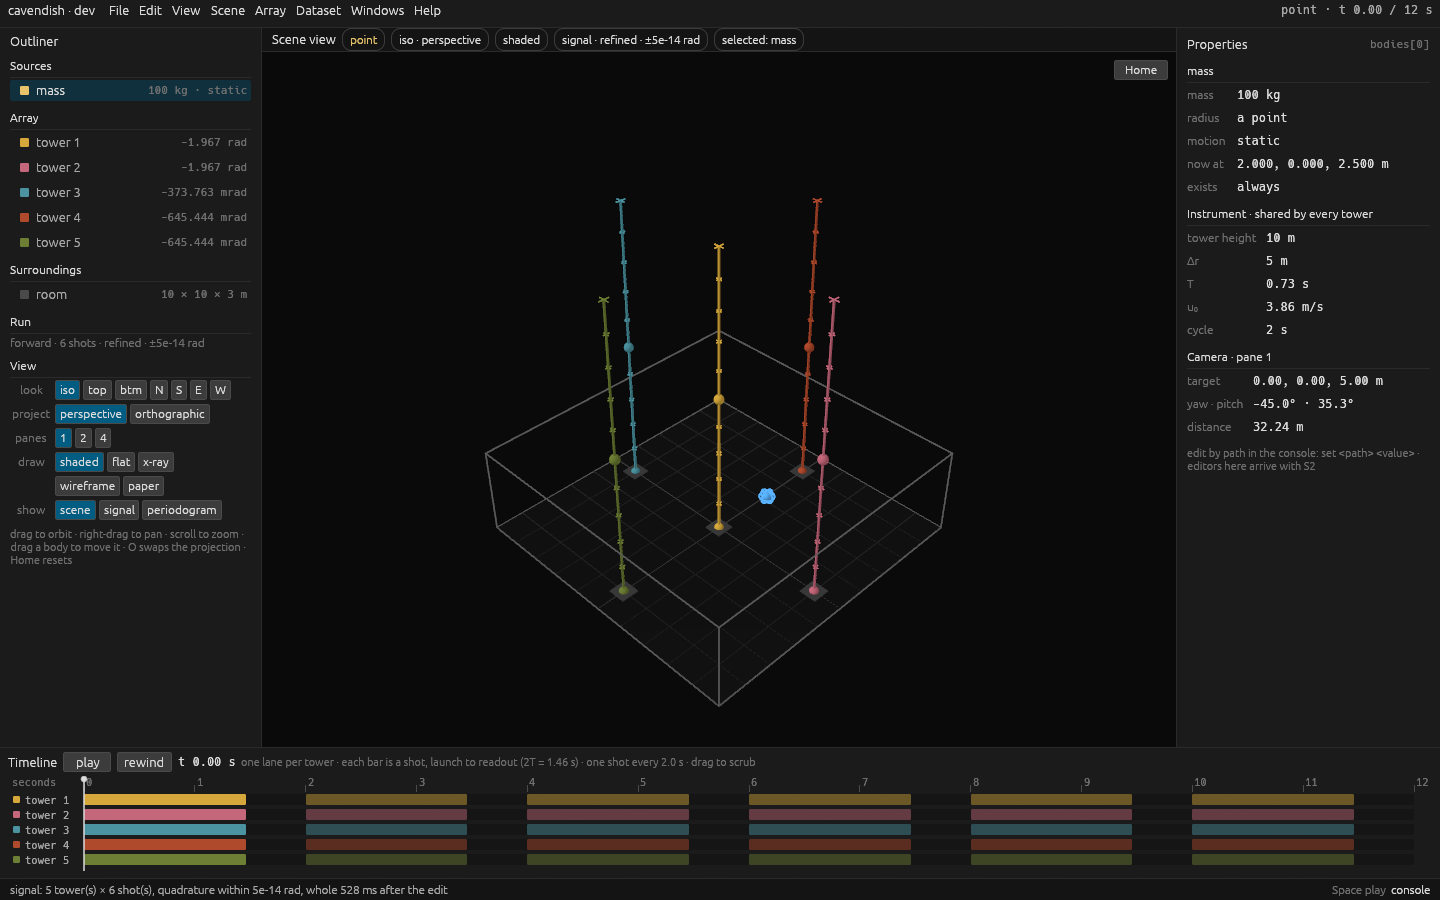 cavendish · dev File Edit View Scene Array Dataset Windows Help point · t 0.00 / 12 s
Outliner
Sources
mass 100 kg · static
Array
tower 1 −1.967 rad
tower 2 −1.967 rad
tower 3 −373.763 mrad
tower 4 −645.444 mrad
tower 5 −645.444 mrad
Surroundings
room 10 × 10 × 3 m
Run
forward · 6 shots · refined · ±5e-14 rad
View
look iso top btm N S E W
project perspective orthographic
panes 1 2 4
draw shaded flat x-ray
wireframe paper
show scene signal periodogram
drag to orbit · right-drag to pan · scroll to zoom ·
drag a body to move it · O swaps the projection ·
Home resets
Scene view point iso · perspective shaded signal · refined · ±5e-14 rad selected: mass
Home
Properties bodies[0]
mass
mass 100 kg
radius a point
motion static
now at 2.000, 0.000, 2.500 m
exists always
Instrument · shared by every tower
tower height 10 m
Δr 5 m
T 0.73 s
u₀ 3.86 m/s
cycle 2 s
Camera · pane 1
target 0.00, 0.00, 5.00 m
yaw · pitch −45.0° · 35.3°
distance 32.24 m
edit by path in the console: set <path> <value> ·
editors here arrive with S2
Timeline play rewind t 0.00 s one lane per tower · each bar is a shot, launch to readout (2T = 1.46 s) · one shot every 2.0 s · drag to scrub
seconds 0 1 2 3 4 5 6 7 8 9 10 11 12
tower 1
tower 2
tower 3
tower 4
tower 5
signal: 5 tower(s) × 6 shot(s), quadrature within 5e-14 rad, whole 528 ms after the edit Space play console